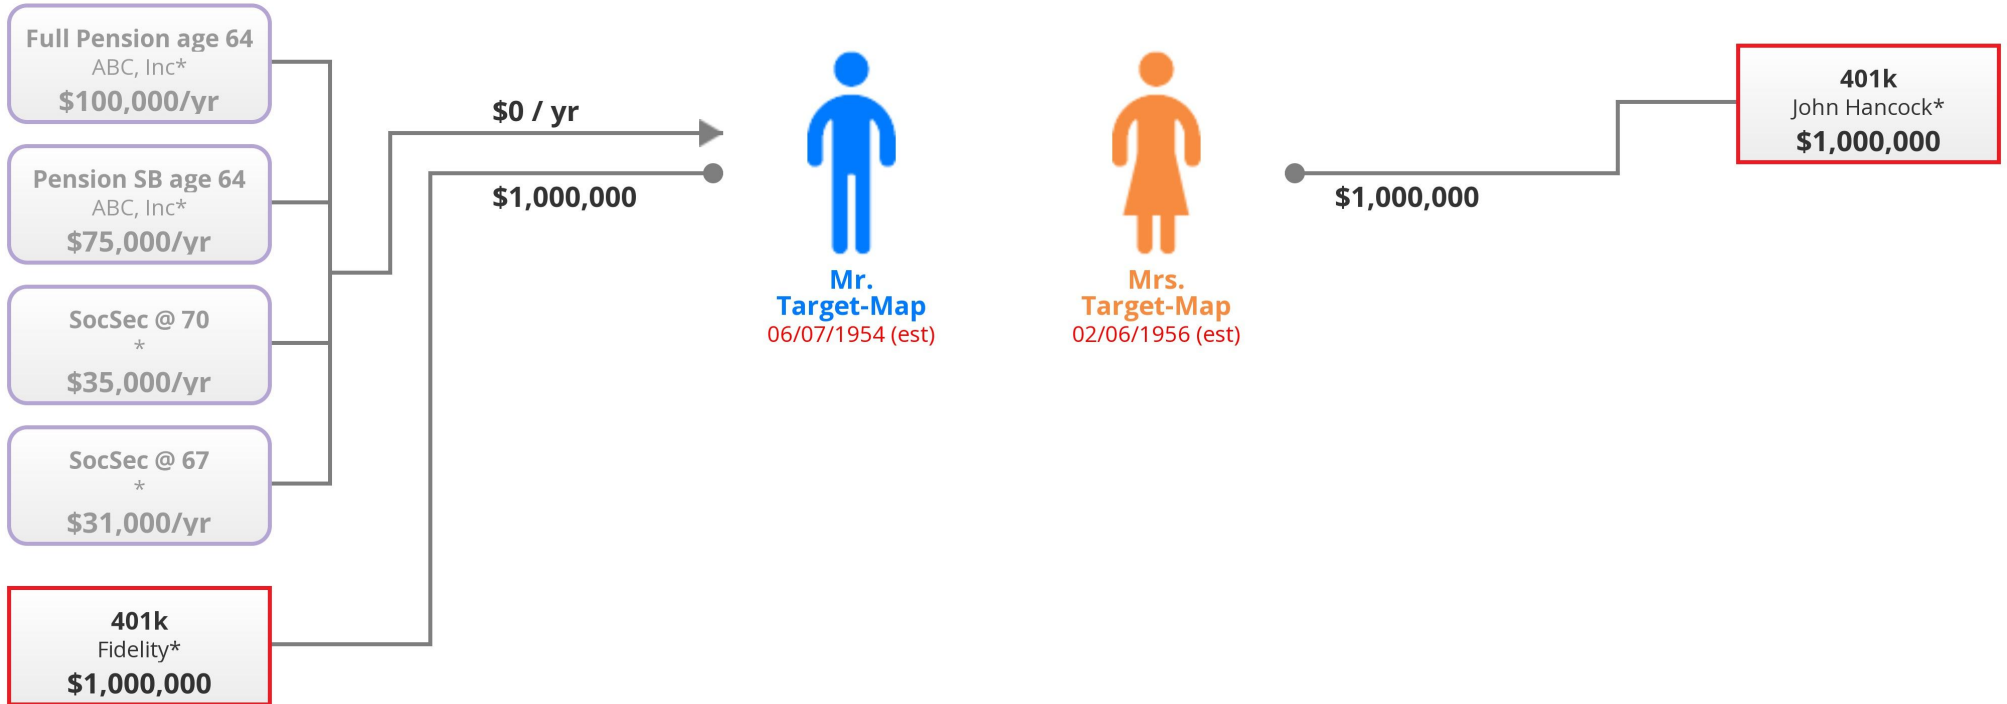 Full Pension age 64
ABC, Inc*
$100,000/yr
Pension SB age 64
ABC, Inc*
$75,000/yr
SocSec @ 70
*
$35,000/yr
SocSec @ 67
*
$31,000/yr
401k
Fidelity*
$1,000,000
$0 / yr
$1,000,000
Mr.
Target-Map
06/07/1954 (est)
Mrs.
Target-Map
02/06/1956 (est)
$1,000,000
401k
John Hancock*
$1,000,000